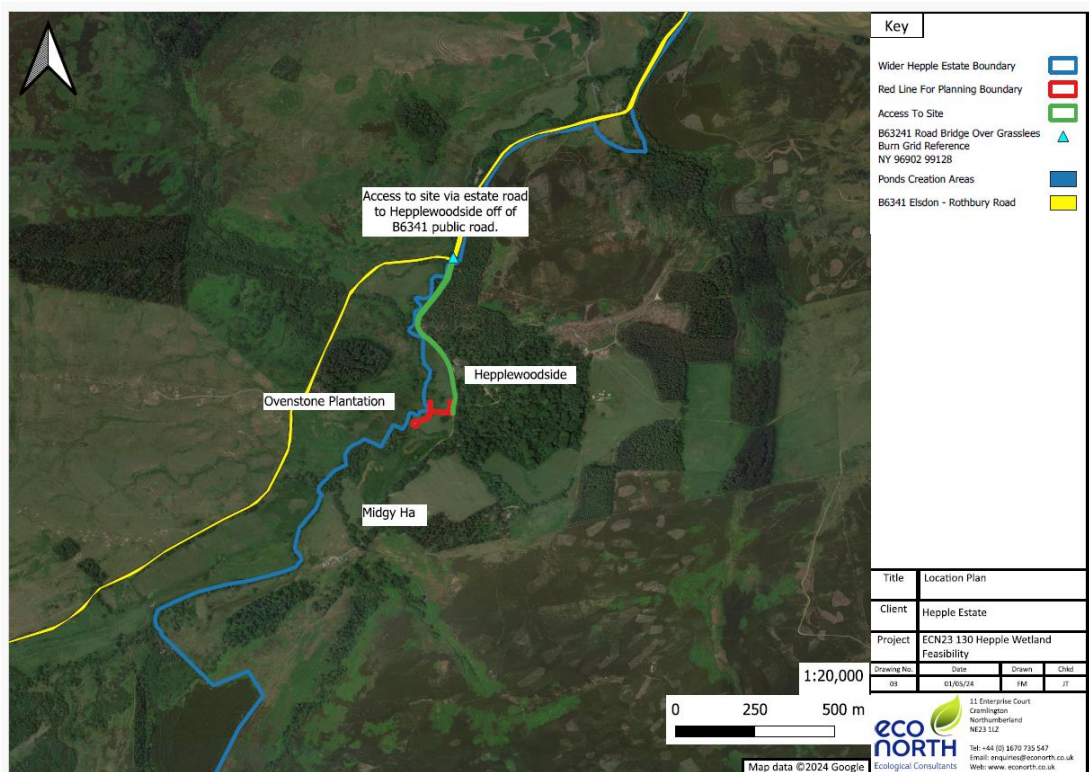 Key
Wider Hepple Estate Boundary
Red Line For Planning Boundary
Access To Site
B63241 Road Bridge Over Grasslees
Burn Grid Reference
NY 96902 99128
Ponds Creation Areas
B6341 Elsdon - Rothbury Road
Access to site via estate road
to Hepplewoodside off of
B6341 public road.
Hepplewoodside
Ovenstone Plantation
Midgy Ha
1:20,000
0 250 500 m
Map data ©2024 Google
Title Location Plan
Client Hepple Estate
Project ECN23 130 Hepple Wetland
Feasibility
Drawing No. Date Drawn Chkd
03 01/05/24 FM JT
eco
NORTH
Ecological Consultants
11 Enterprise Court
Cramlington
Northumberland
NE23 1LZ
Tel: +44 (0) 1670 735 547
Email: enquiries@econorth.co.uk
Web: www. econorth.co.uk